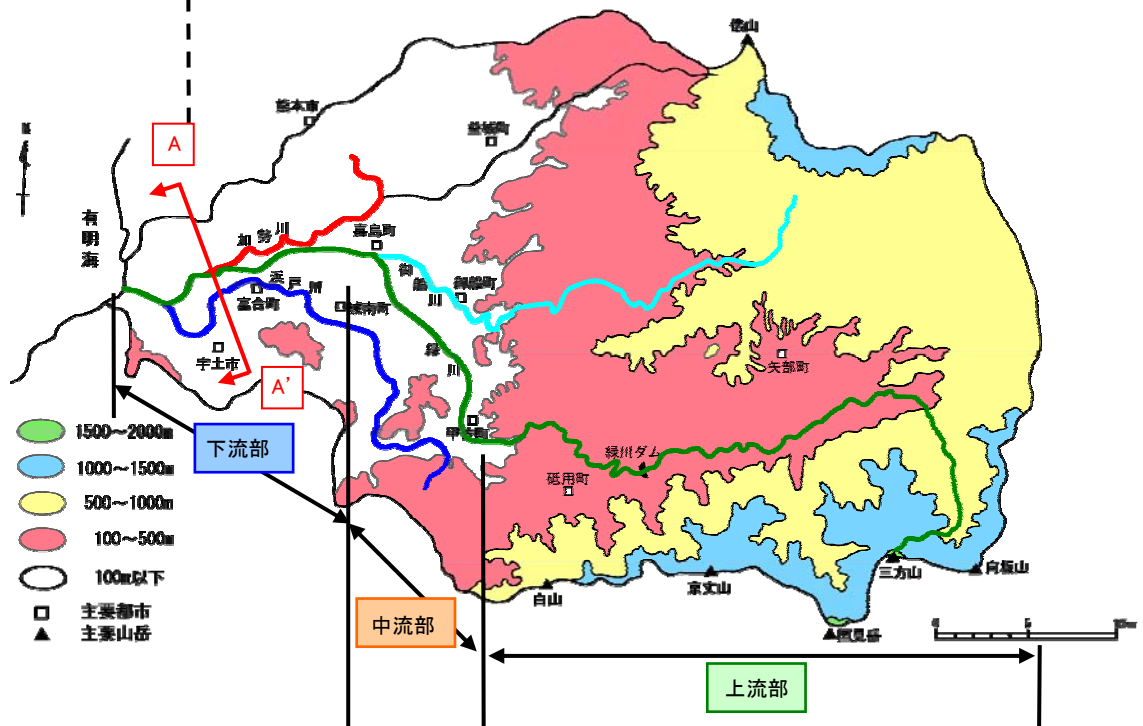 俵山
熊本市
益城町
A
有明海
加勢川
嘉島町
御船川
御船町
浜戸川
富合町
城南町
宇土市
緑川
矢部町
A'
甲佐町
緑川ダム
砥用町
1500～2000m
1000～1500m
500～1000m
100～500m
100m以下
主要都市
主要山岳
下流部
中流部
上流部
白山
京丈山
三方山
向坂山
国見岳
0
5
10km